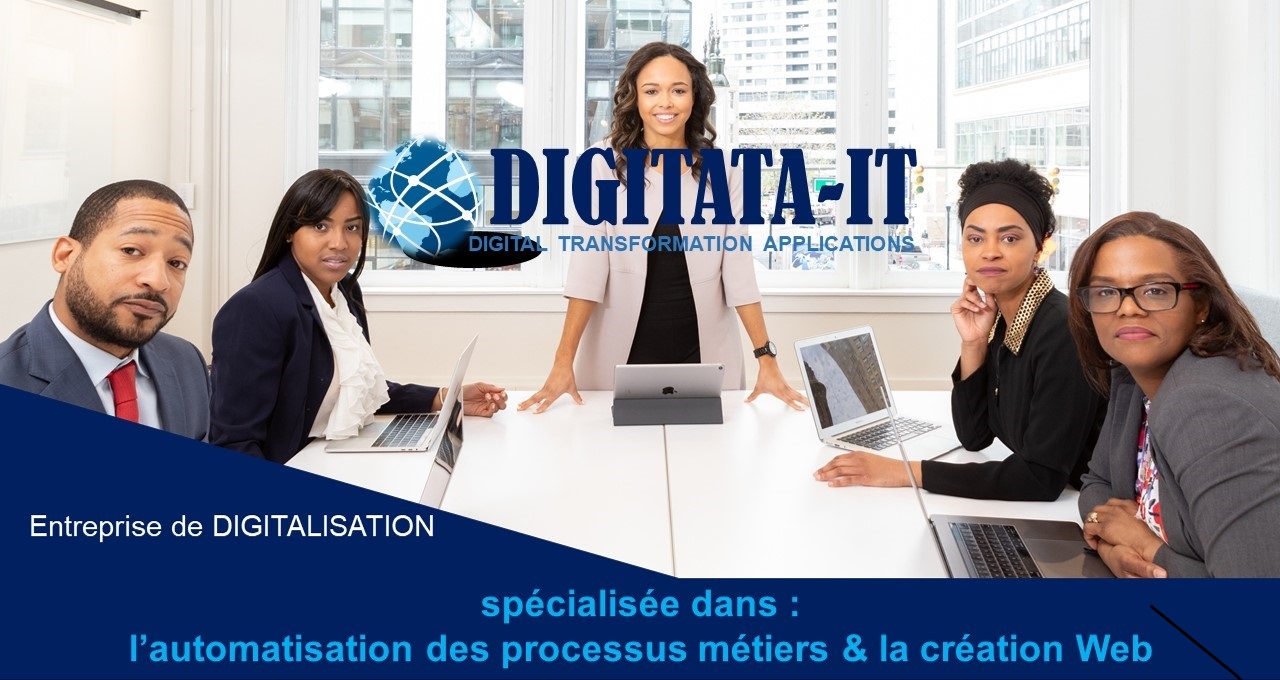 DIGITATA-IT
DIGITAL TRANSFORMATION APPLICATIONS
Entreprise de DIGITALISATION
spécialisée dans :
l’automatisation des processus métiers & la création Web